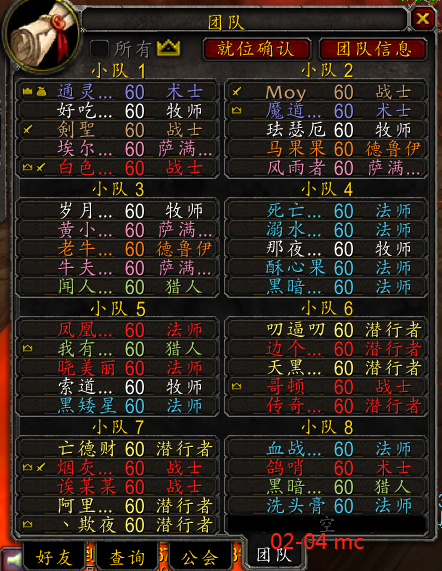 团队
所有 就位确认 团队信息
小队 1 小队 2
通灵... 60 术士 Moy 60 战士
好吃... 60 牧师 魔道... 60 术士
剣聖 60 战士 珐瑟厄 60 牧师
埃尔... 60 萨满... 马果果 60 德鲁伊
白色... 60 战士 风雨者 60 萨满...
小队 3 小队 4
岁月... 60 牧师 死亡... 60 法师
黄小... 60 萨满... 溺水... 60 法师
老牛... 60 德鲁伊 那夜... 60 牧师
牛夫... 60 萨满... 酥心果 60 法师
闻人... 60 猎人 黑暗... 60 法师
小队 5 小队 6
凤凰... 60 法师 叨逼叨 60 潜行者
我有... 60 猎人 边个... 60 潜行者
晓美丽 60 法师 天黑... 60 潜行者
索道... 60 牧师 哥顿 60 战士
黑矮星 60 法师 传奇... 60 潜行者
小队 7 小队 8
亡德财 60 潜行者 血战... 60 法师
烟灰... 60 战士 鸽哨 60 术士
诶某某 60 战士 黑暗... 60 猎人
阿里... 60 潜行者 洗头膏 60 法师
丶欺夜 60 潜行者 空
02-04 mc
好友 查询 公会 团队